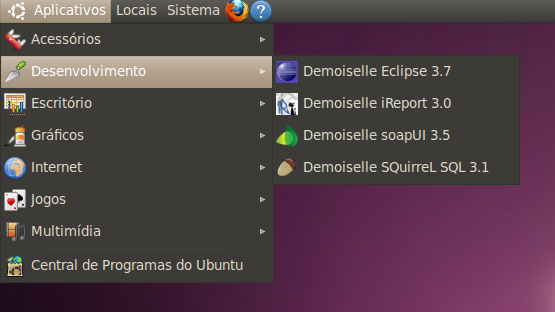 Aplicativos Locais Sistema ?
Acessórios
Desenvolvimento
Escritório
Gráficos
Internet
Jogos
Multimídia
Central de Programas do Ubuntu
Demoiselle Eclipse 3.7
Demoiselle iReport 3.0
Demoiselle soapUI 3.5
Demoiselle SQuirreL SQL 3.1